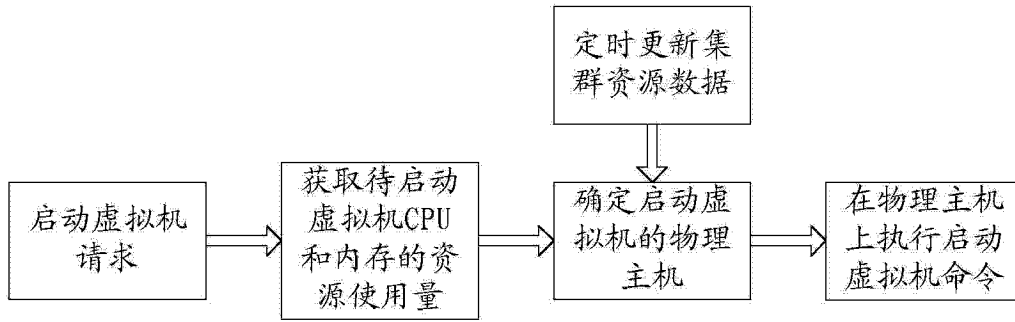 定时更新集
群资源数据
启动虚拟机
请求
获取待启动
虚拟机CPU
和内存的资
源使用量
确定启动虚
拟机的物理
主机
在物理主机
上执行启动
虚拟机命令